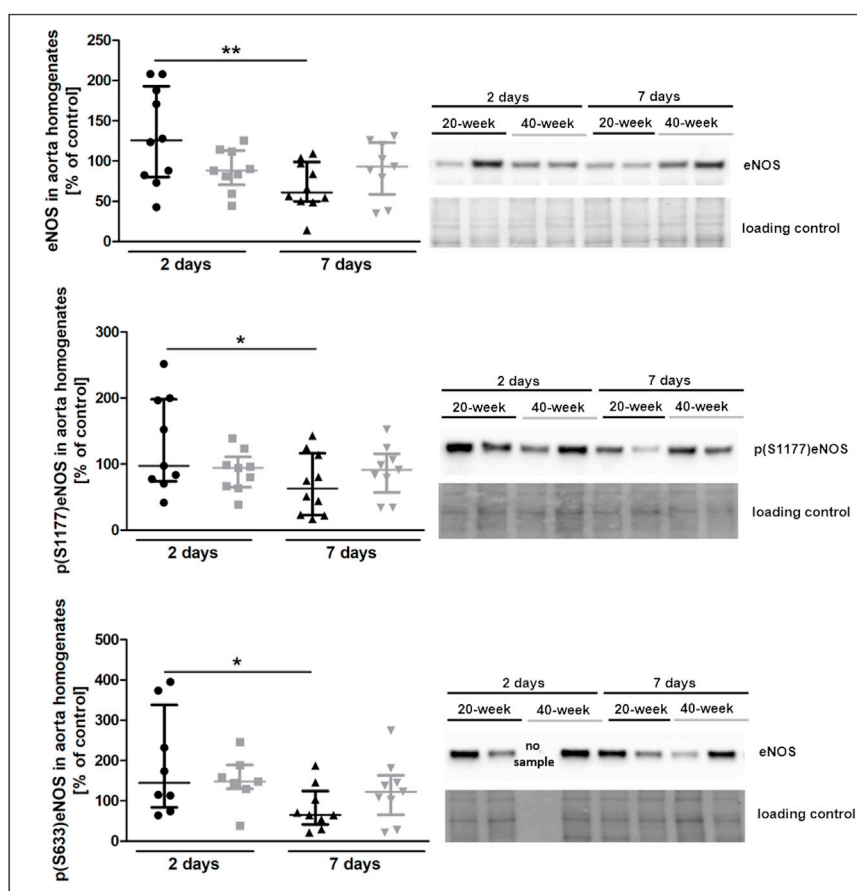 eNOS in aorta homogenates
[% of control]
250
200
150
100
50
0
**
2 days
7 days
2 days
7 days
20-week
40-week
20-week
40-week
eNOS
loading control
p(S1177)eNOS in aorta homogenates
[% of control]
300
200
100
0
*
2 days
7 days
2 days
7 days
20-week
40-week
20-week
40-week
p(S1177)eNOS
loading control
p(S633)eNOS in aorta homogenates
[% of control]
500
400
300
200
100
0
*
2 days
7 days
2 days
7 days
20-week
40-week
20-week
40-week
no
sample
eNOS
loading control